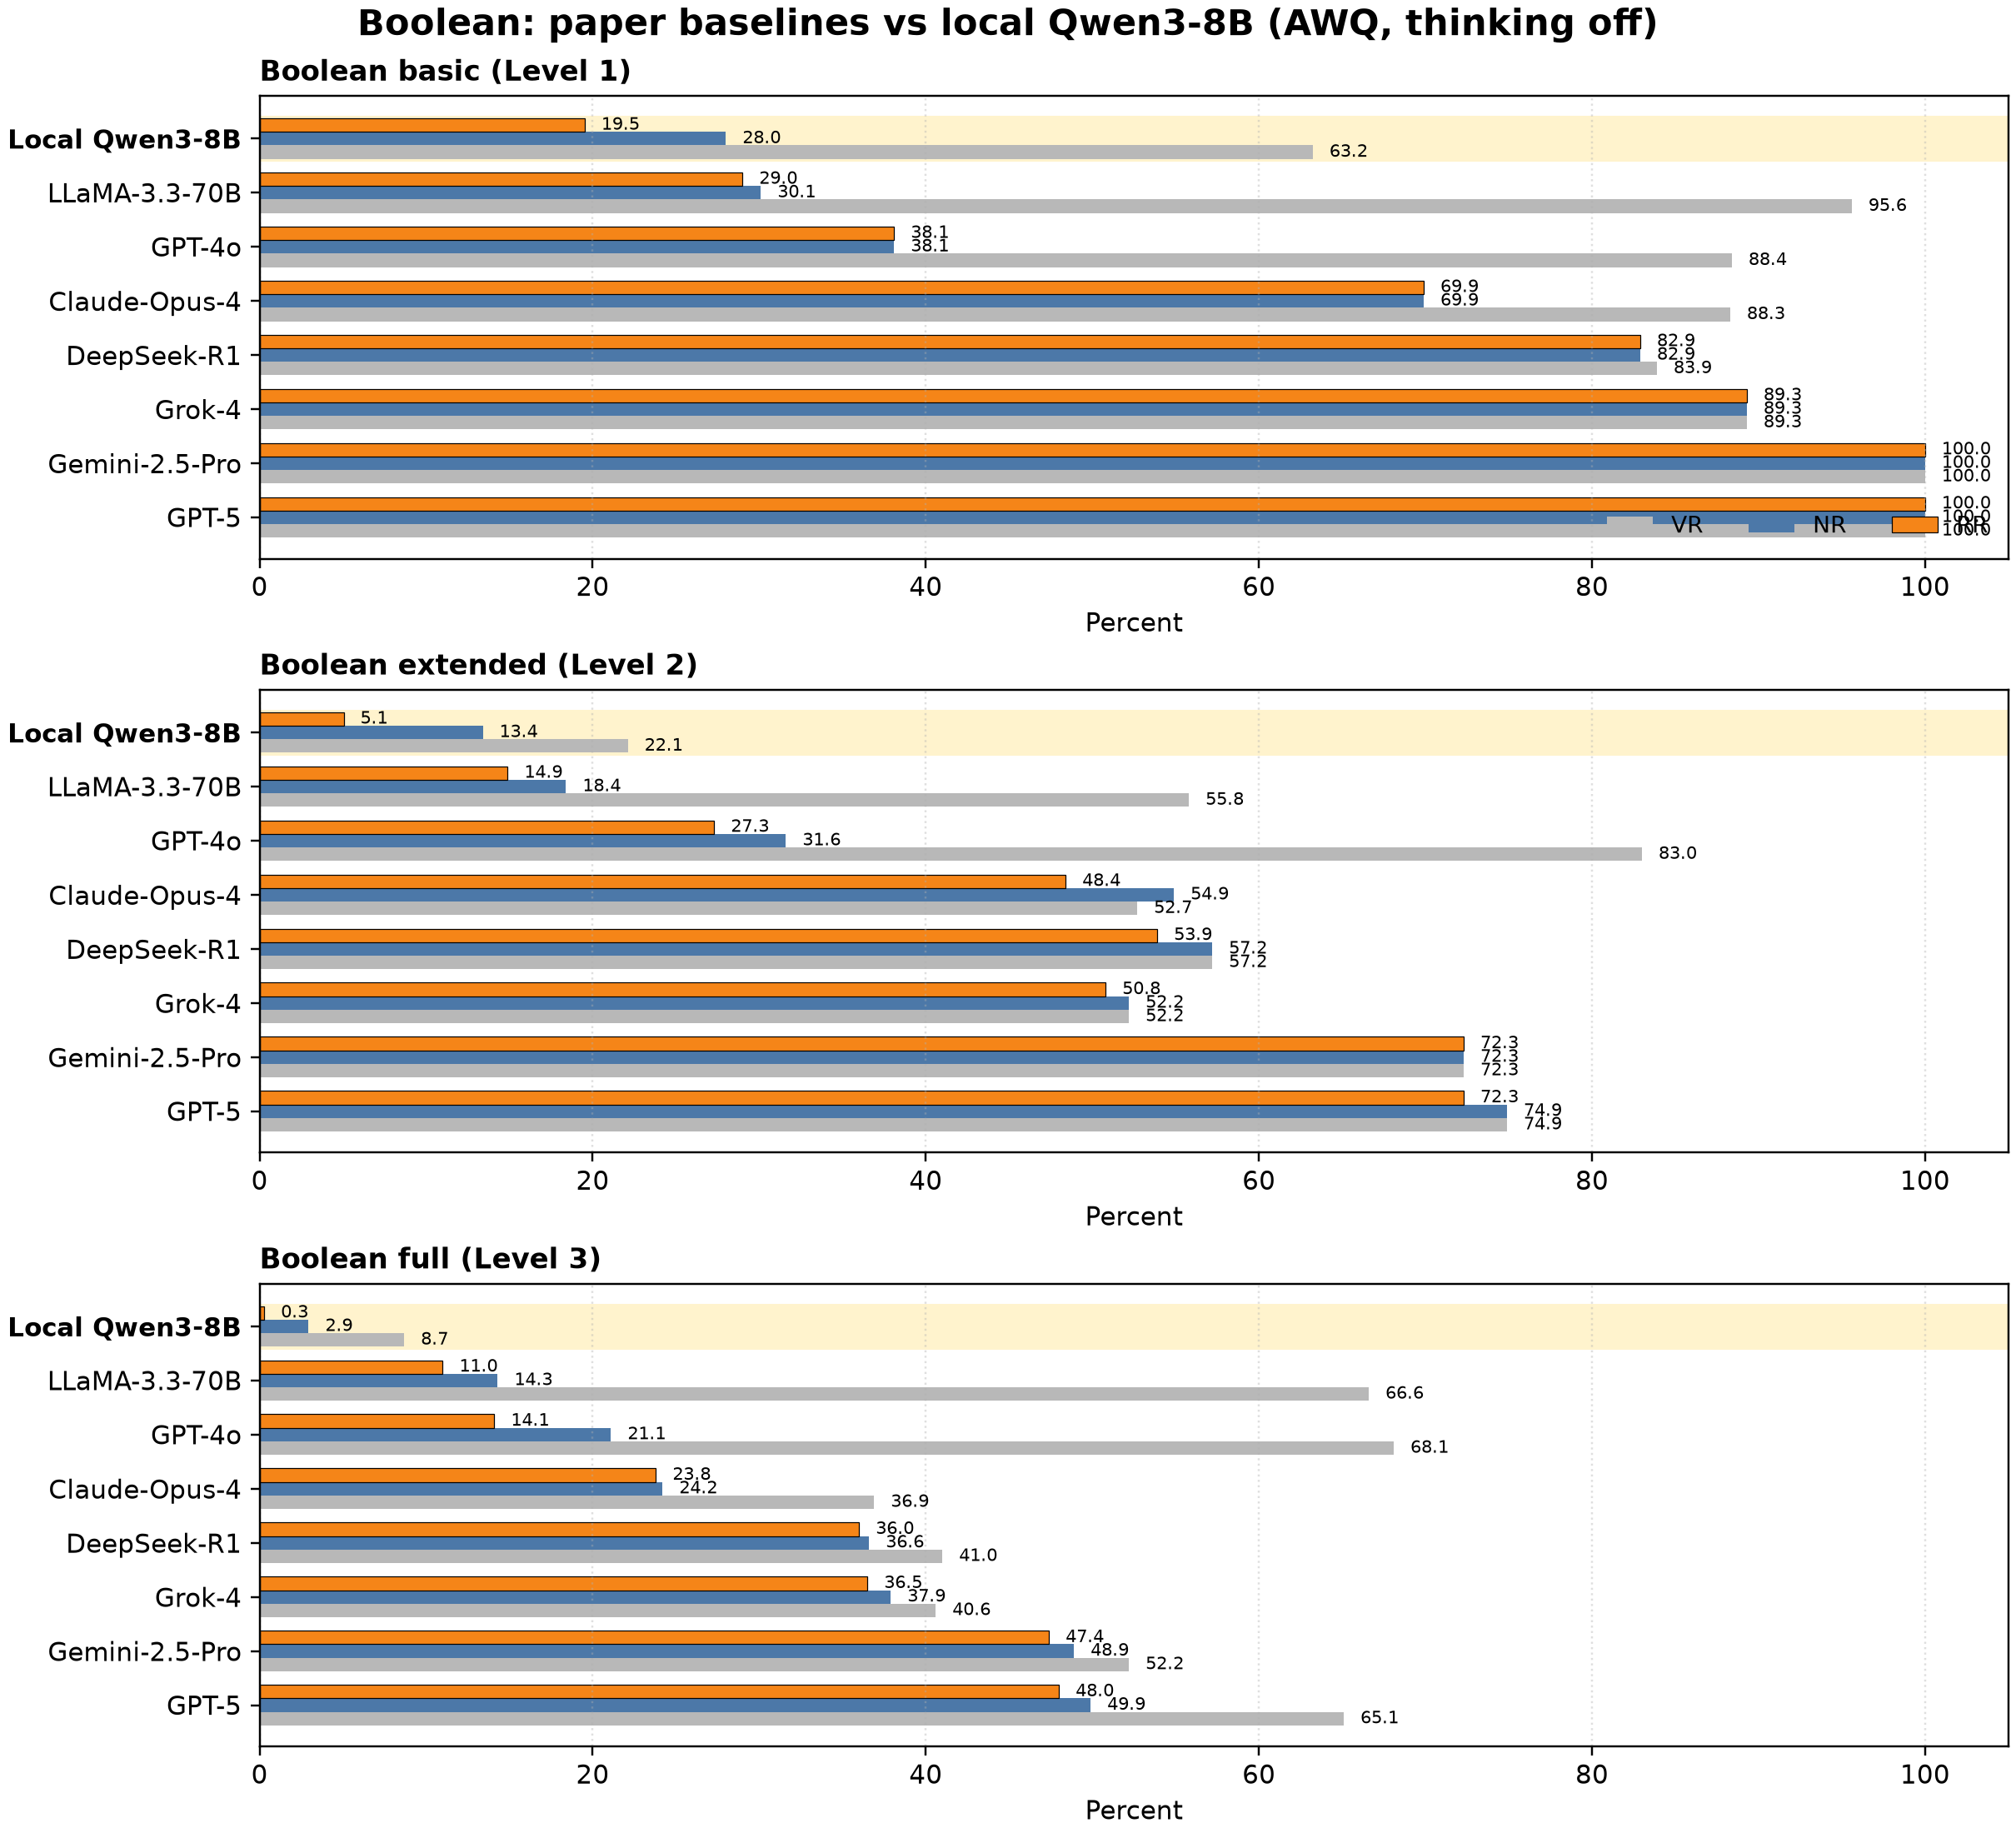 Boolean: paper baselines vs local Qwen3-8B (AWQ, thinking off)
Boolean basic (Level 1)
Local Qwen3-8B
19.5
28.0
63.2
LLaMA-3.3-70B
29.0
30.1
95.6
GPT-4o
38.1
38.1
88.4
Claude-Opus-4
69.9
69.9
88.3
DeepSeek-R1
82.9
82.9
83.9
Grok-4
89.3
89.3
89.3
Gemini-2.5-Pro
100.0
100.0
100.0
GPT-5
100.0
100.0
100.0
VR NR RR
0 20 40 60 80 100
Percent
Boolean extended (Level 2)
Local Qwen3-8B
5.1
13.4
22.1
LLaMA-3.3-70B
14.9
18.4
55.8
GPT-4o
27.3
31.6
83.0
Claude-Opus-4
48.4
54.9
52.7
DeepSeek-R1
53.9
57.2
57.2
Grok-4
50.8
52.2
52.2
Gemini-2.5-Pro
72.3
72.3
72.3
GPT-5
72.3
74.9
74.9
0 20 40 60 80 100
Percent
Boolean full (Level 3)
Local Qwen3-8B
0.3
2.9
8.7
LLaMA-3.3-70B
11.0
14.3
66.6
GPT-4o
14.1
21.1
68.1
Claude-Opus-4
23.8
24.2
36.9
DeepSeek-R1
36.0
36.6
41.0
Grok-4
36.5
37.9
40.6
Gemini-2.5-Pro
47.4
48.9
52.2
GPT-5
48.0
49.9
65.1
0 20 40 60 80 100
Percent